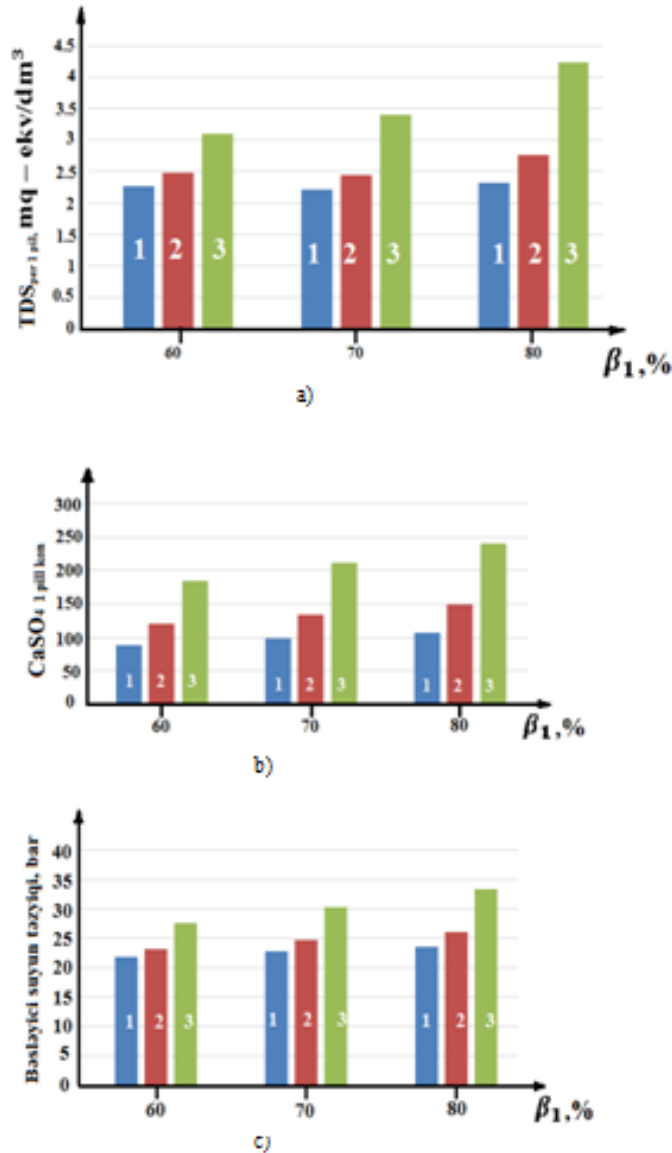 TDSper 1 pil, mq – ekv/dm³
4.5
4
3.5
3
2.5
2
1.5
1
0.5
0
1 2 3
1 2 3
1 2 3
60 70 80
β₁,%
a)
CaSO₄ 1 pill kon
300
250
200
150
100
50
0
1 2 3
1 2 3
1 2 3
60 70 80
β₁,%
b)
Bəsləyici suyun təzyiqi, bar
40
35
30
25
20
15
10
5
0
1 2 3
1 2 3
1 2 3
60 70 80
β₁,%
c)